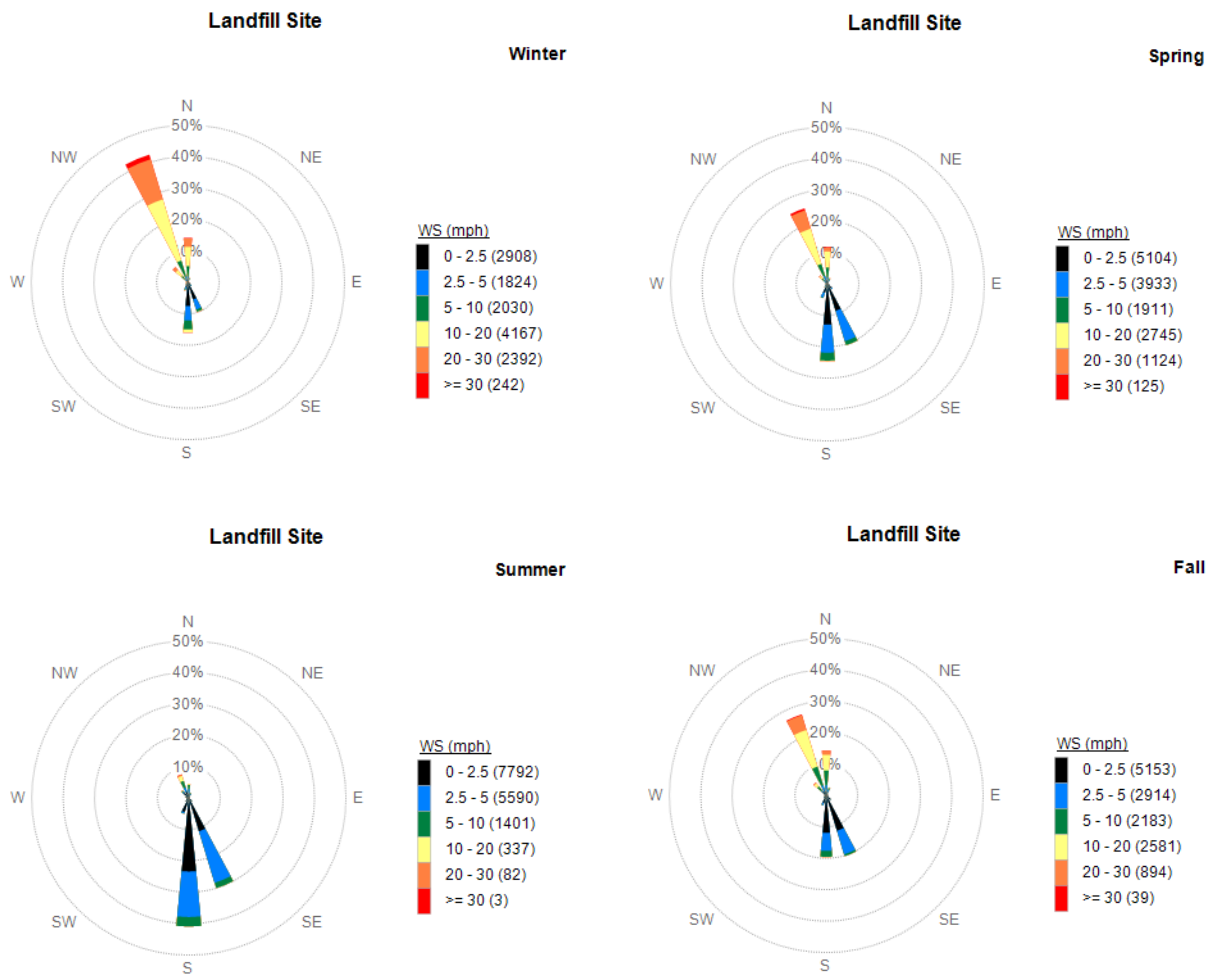 Landfill Site
Winter
N
50%
40%
30%
20%
0%
NW
NE
W
E
SW
SE
S
WS (mph)
0 - 2.5 (2908)
2.5 - 5 (1824)
5 - 10 (2030)
10 - 20 (4167)
20 - 30 (2392)
>= 30 (242)
Landfill Site
Spring
N
50%
40%
30%
20%
0%
NW
NE
W
E
SW
SE
S
WS (mph)
0 - 2.5 (5104)
2.5 - 5 (3933)
5 - 10 (1911)
10 - 20 (2745)
20 - 30 (1124)
>= 30 (125)
Landfill Site
Summer
N
50%
40%
30%
20%
10%
NW
NE
W
E
SW
SE
S
WS (mph)
0 - 2.5 (7792)
2.5 - 5 (5590)
5 - 10 (1401)
10 - 20 (337)
20 - 30 (82)
>= 30 (3)
Landfill Site
Fall
N
50%
40%
30%
20%
0%
NW
NE
W
E
SW
SE
S
WS (mph)
0 - 2.5 (5153)
2.5 - 5 (2914)
5 - 10 (2183)
10 - 20 (2581)
20 - 30 (894)
>= 30 (39)